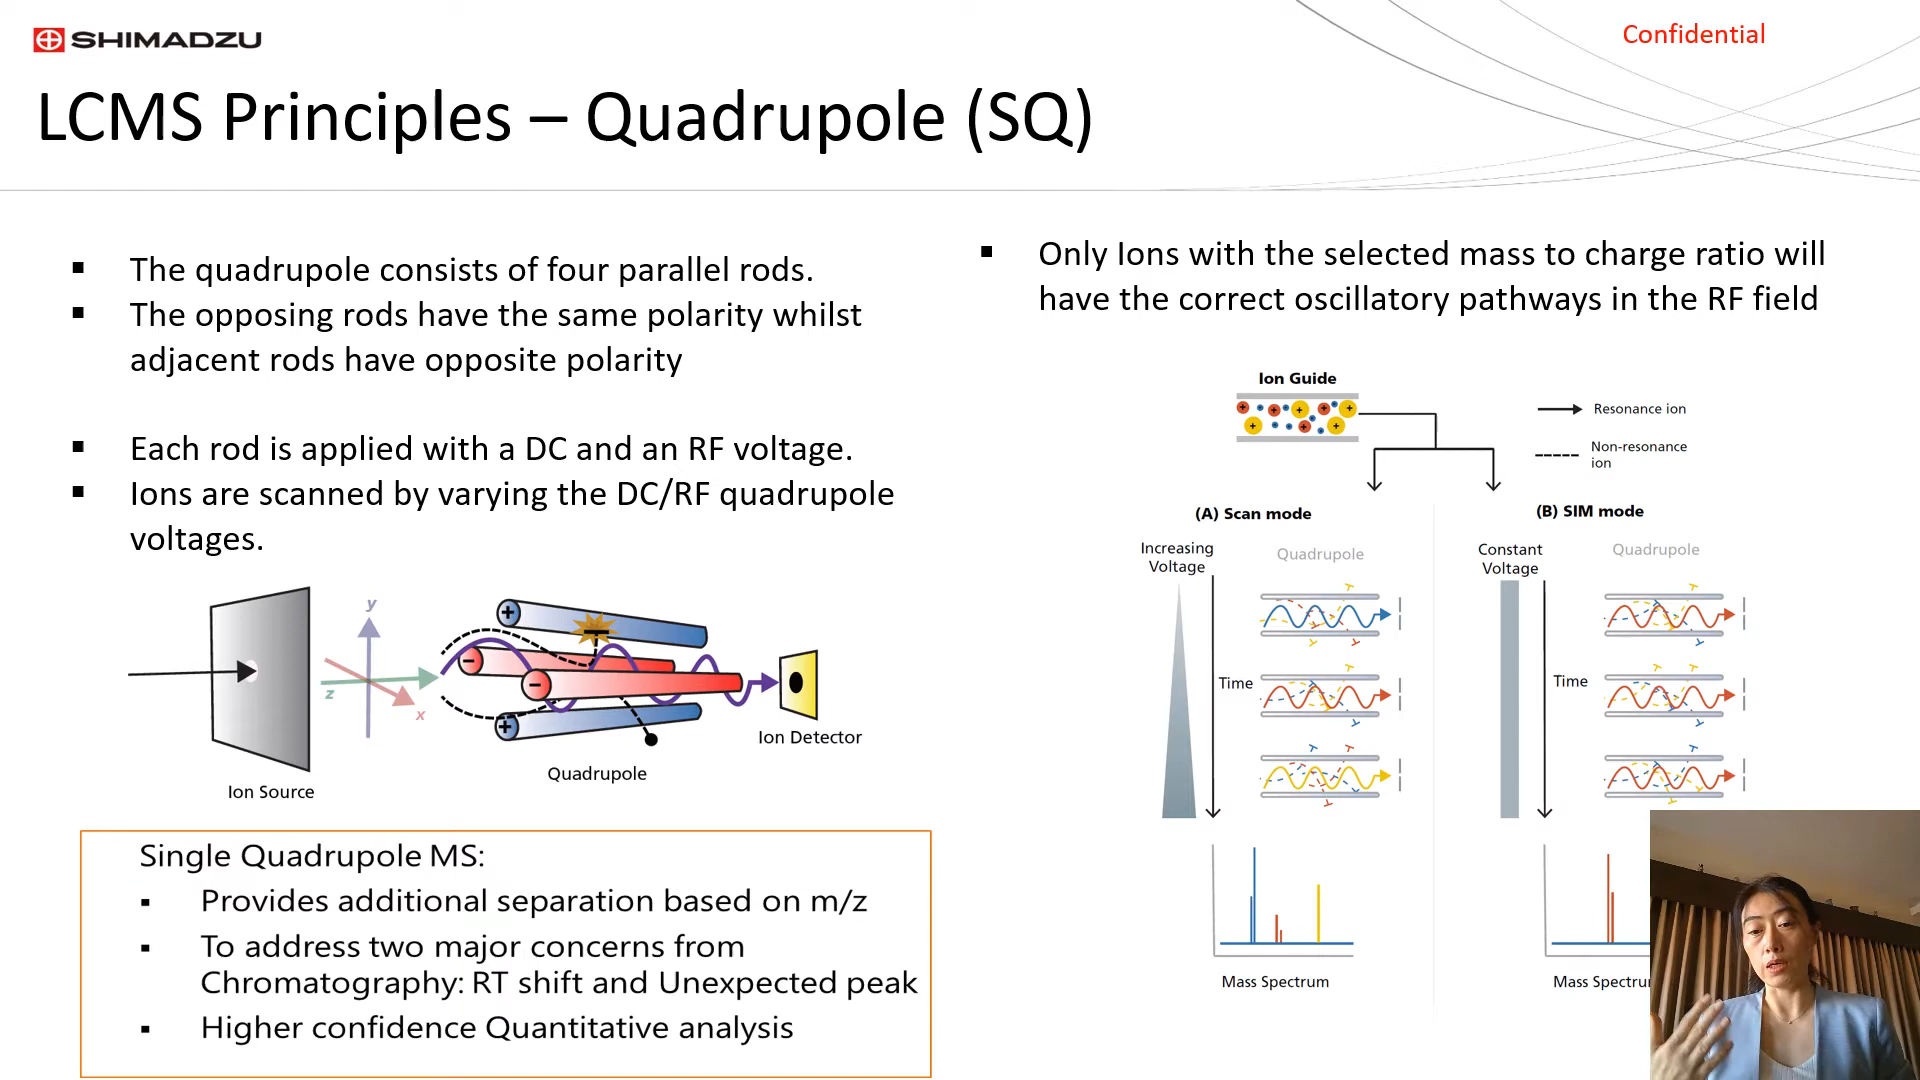 SHIMADZU
Confidential
LCMS Principles – Quadrupole (SQ)
▪ The quadrupole consists of four parallel rods.
▪ The opposing rods have the same polarity whilst
adjacent rods have opposite polarity
▪ Each rod is applied with a DC and an RF voltage.
▪ Ions are scanned by varying the DC/RF quadrupole
voltages.
y
z
x
+
−
−
+
Ion Source
Quadrupole
Ion Detector
Single Quadrupole MS:
▪ Provides additional separation based on m/z
▪ To address two major concerns from
Chromatography: RT shift and Unexpected peak
▪ Higher confidence Quantitative analysis
▪ Only Ions with the selected mass to charge ratio will
have the correct oscillatory pathways in the RF field
Ion Guide
Resonance ion
Non-resonance
ion
(A) Scan mode
Increasing
Voltage
Quadrupole
Time
Mass Spectrum
(B) SIM mode
Constant
Voltage
Quadrupole
Time
Mass Spectru